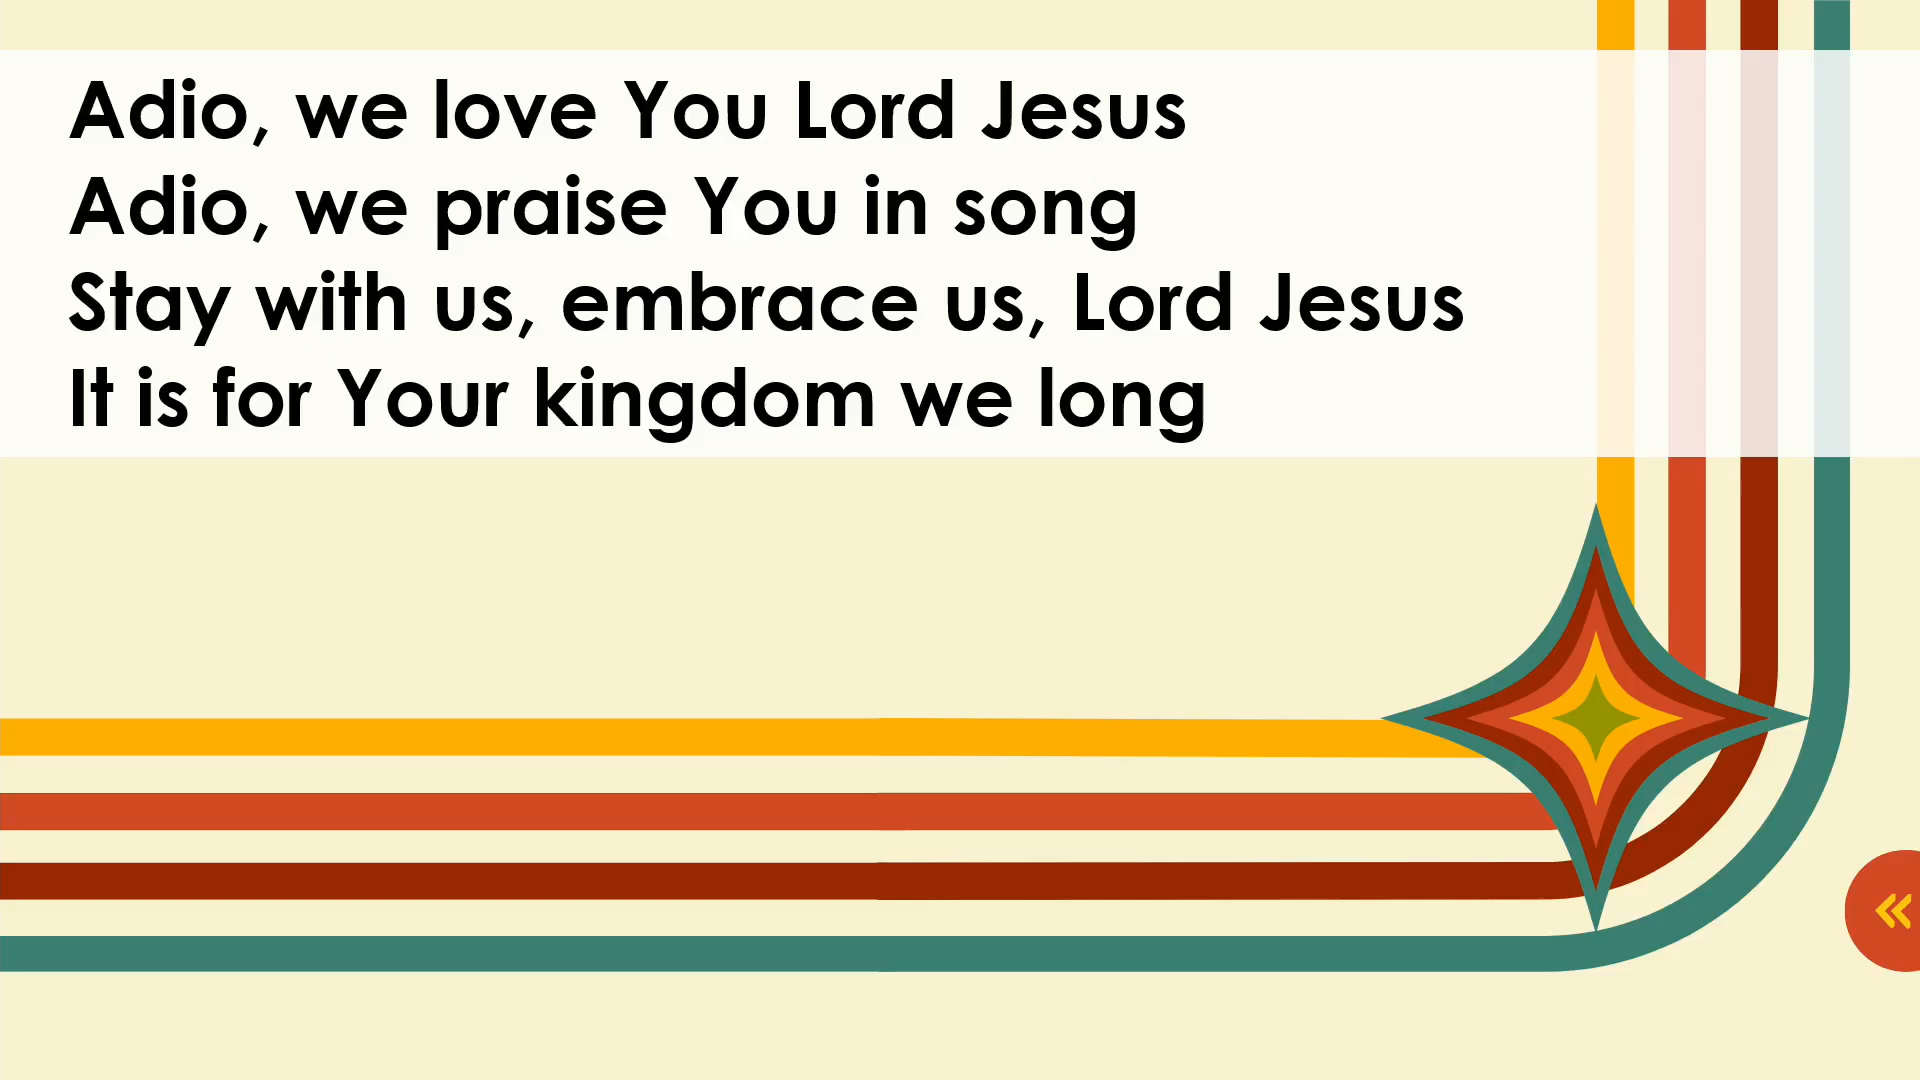 Adio, we love You Lord Jesus
Adio, we praise You in song
Stay with us, embrace us, Lord Jesus
It is for Your kingdom we long